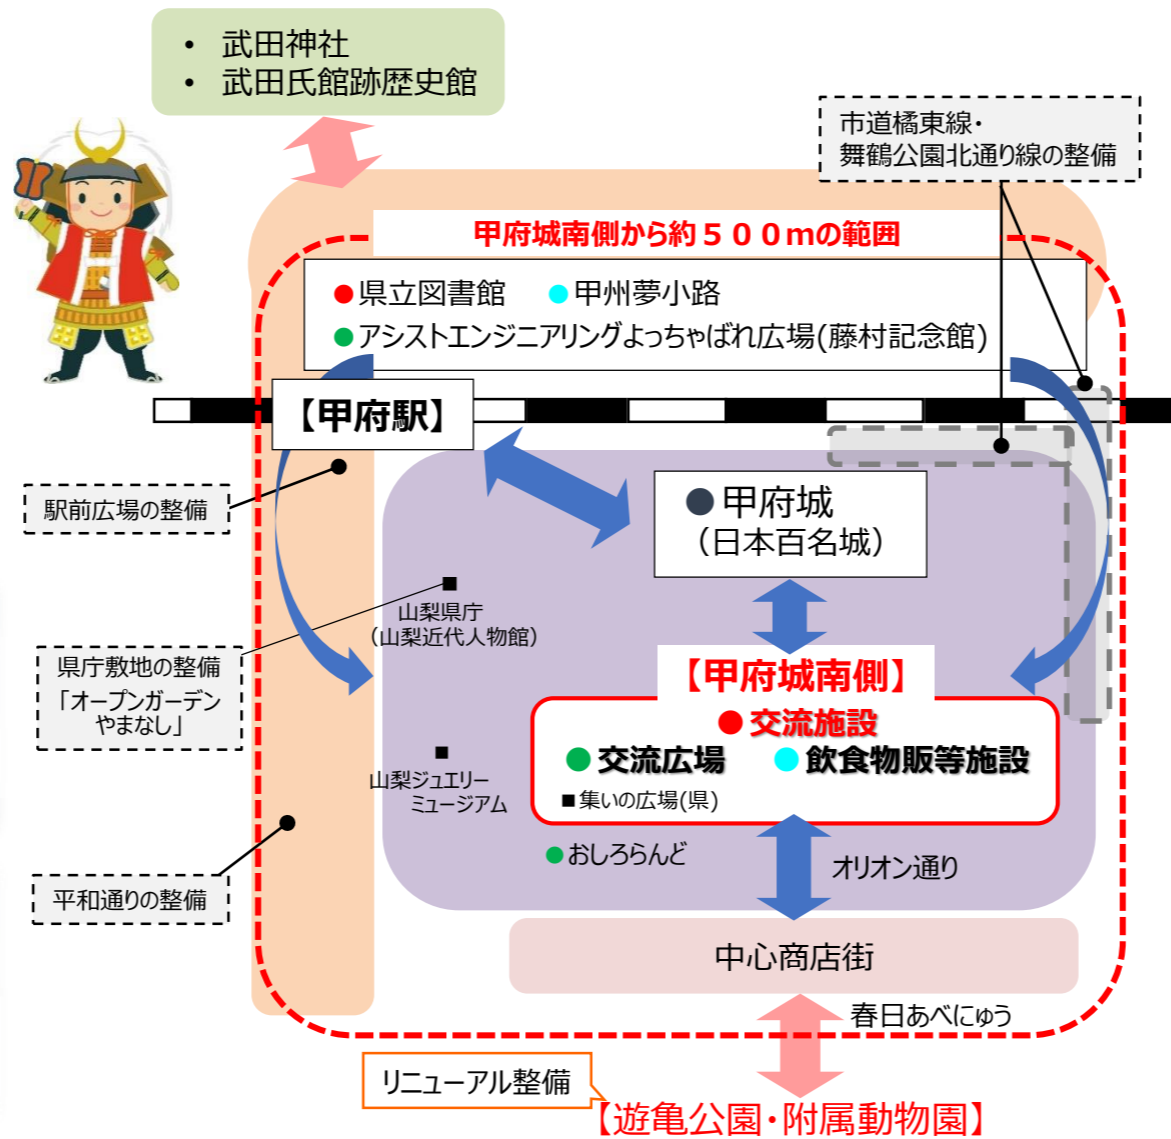 • 武田神社
• 武田氏館跡歴史館
市道橘東線・
舞鶴公園北通り線の整備
甲府城南側から約５００ｍの範囲
●県立図書館 ●甲州夢小路
●アシストエンジニアリングよっちゃばれ広場(藤村記念館)
【甲府駅】
駅前広場の整備
●甲府城
（日本百名城）
山梨県庁
（山梨近代人物館）
県庁敷地の整備
「オープンガーデン
やまなし」
【甲府城南側】
●交流施設
●交流広場 ●飲食物販等施設
■集いの広場(県)
山梨ジュエリー
ミュージアム
●おしろらんど
オリオン通り
平和通りの整備
中心商店街
春日あべにゅう
リニューアル整備
【遊亀公園・附属動物園】